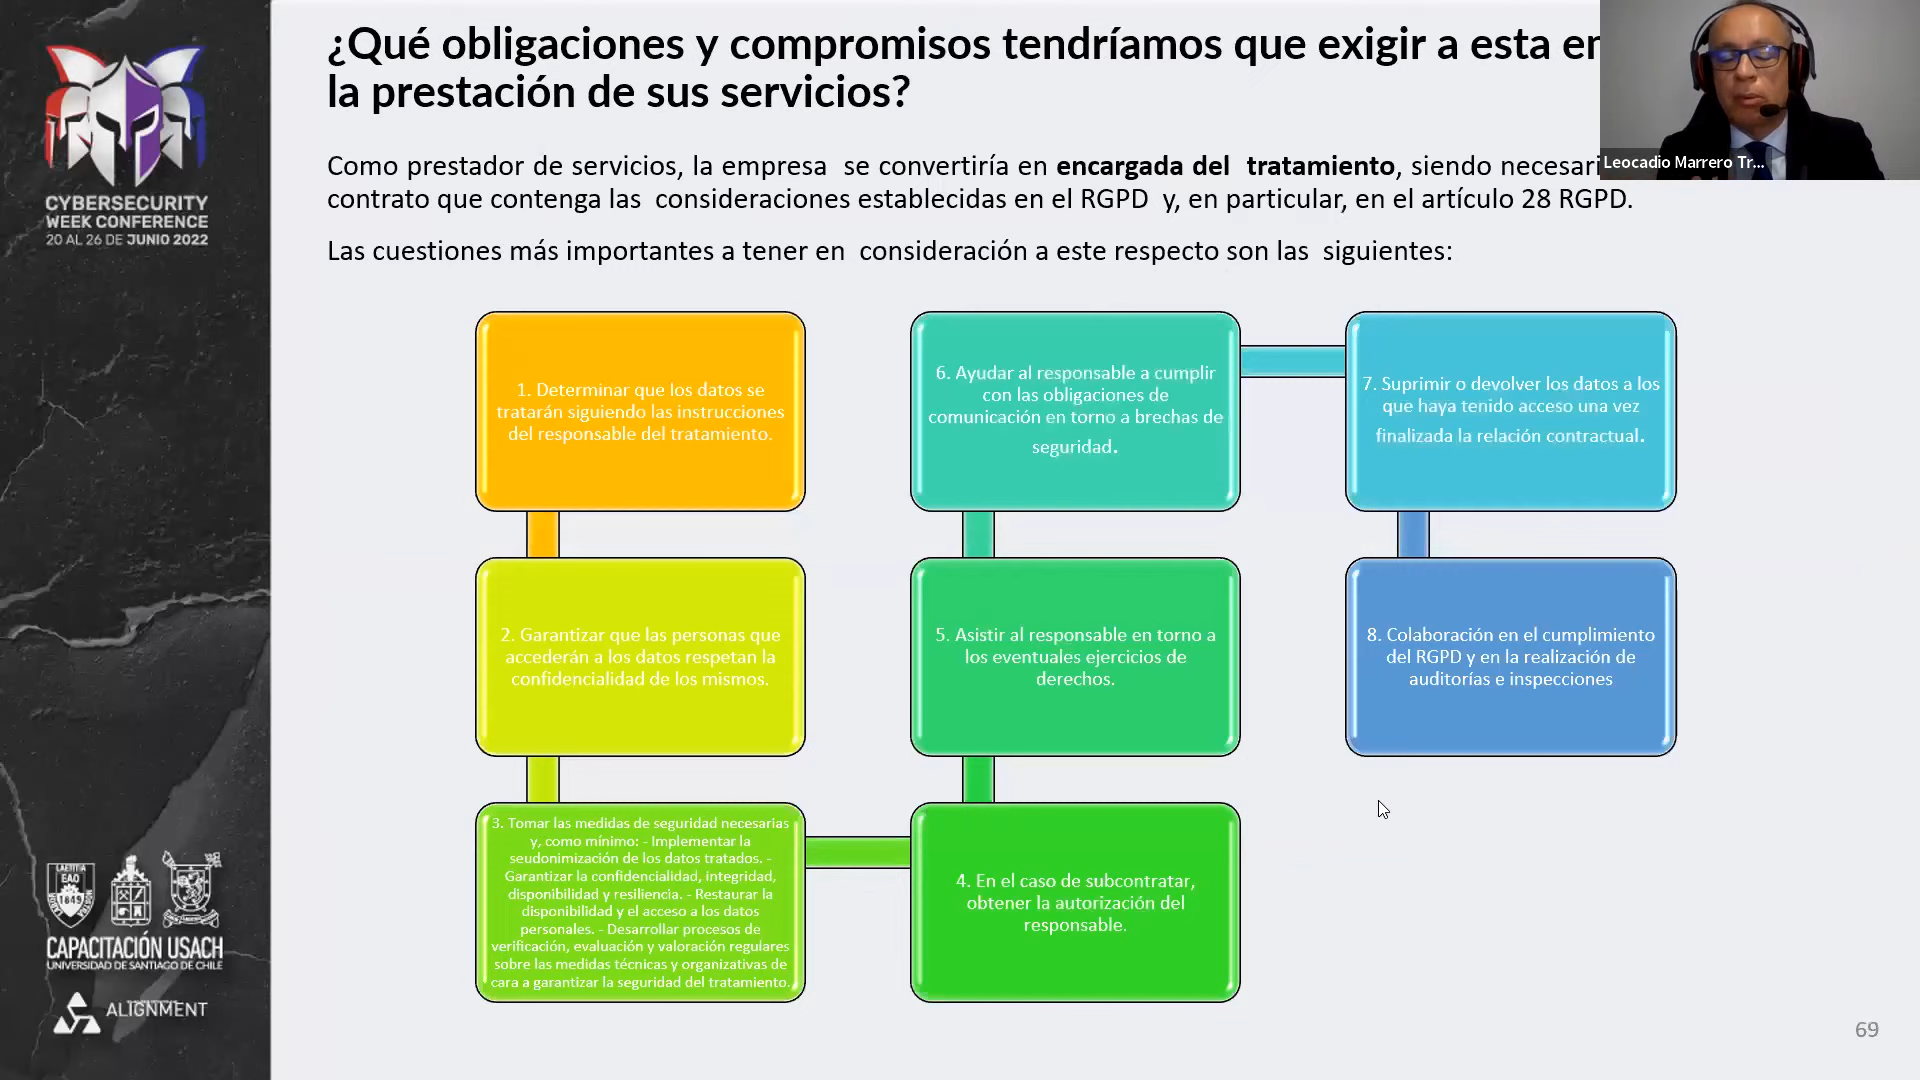 ¿Qué obligaciones y compromisos tendríamos que exigir a esta
la prestación de sus servicios?
Como prestador de servicios, la empresa se convertiría en encargada del tratamiento, siendo
contrato que contenga las consideraciones establecidas en el RGPD y, en particular, en el artículo 28 RGPD.
Las cuestiones más importantes a tener en consideración a este respecto son las siguientes:
1. Determinar que los datos se
tratarán siguiendo las instrucciones
del responsable del tratamiento.
2. Garantizar que las personas que
accederán a los datos respetan la
confidencialidad de los mismos.
3. Tomar las medidas de seguridad necesarias
y, como mínimo: - Implementar la
seudonimización de los datos tratados. -
Garantizar la confidencialidad, integridad,
disponibilidad y resiliencia. - Restaurar la
disponibilidad y el acceso a los datos
personales. - Desarrollar procesos de
verificación, evaluación y valoración regulares
sobre las medidas técnicas y organizativas de
cara a garantizar la seguridad del tratamiento.
4. En el caso de subcontratar,
obtener la autorización del
responsable.
5. Asistir al responsable en torno a
los eventuales ejercicios de
derechos.
6. Ayudar al responsable a cumplir
con las obligaciones de
comunicación en torno a brechas de
seguridad.
7. Suprimir o devolver los datos a los
que haya tenido acceso una vez
finalizada la relación contractual.
8. Colaboración en el cumplimiento
del RGPD y en la realización de
auditorías e inspecciones
Leocadio Marrero Tr...
CYBERSECURITY
WEEK CONFERENCE
20 AL 26 DE JUNIO 2022
LAETITIA
EAO
1849
CAPACITACIÓN USACH
UNIVERSIDAD DE SANTIAGO DE CHILE
ALIGNMENT
69